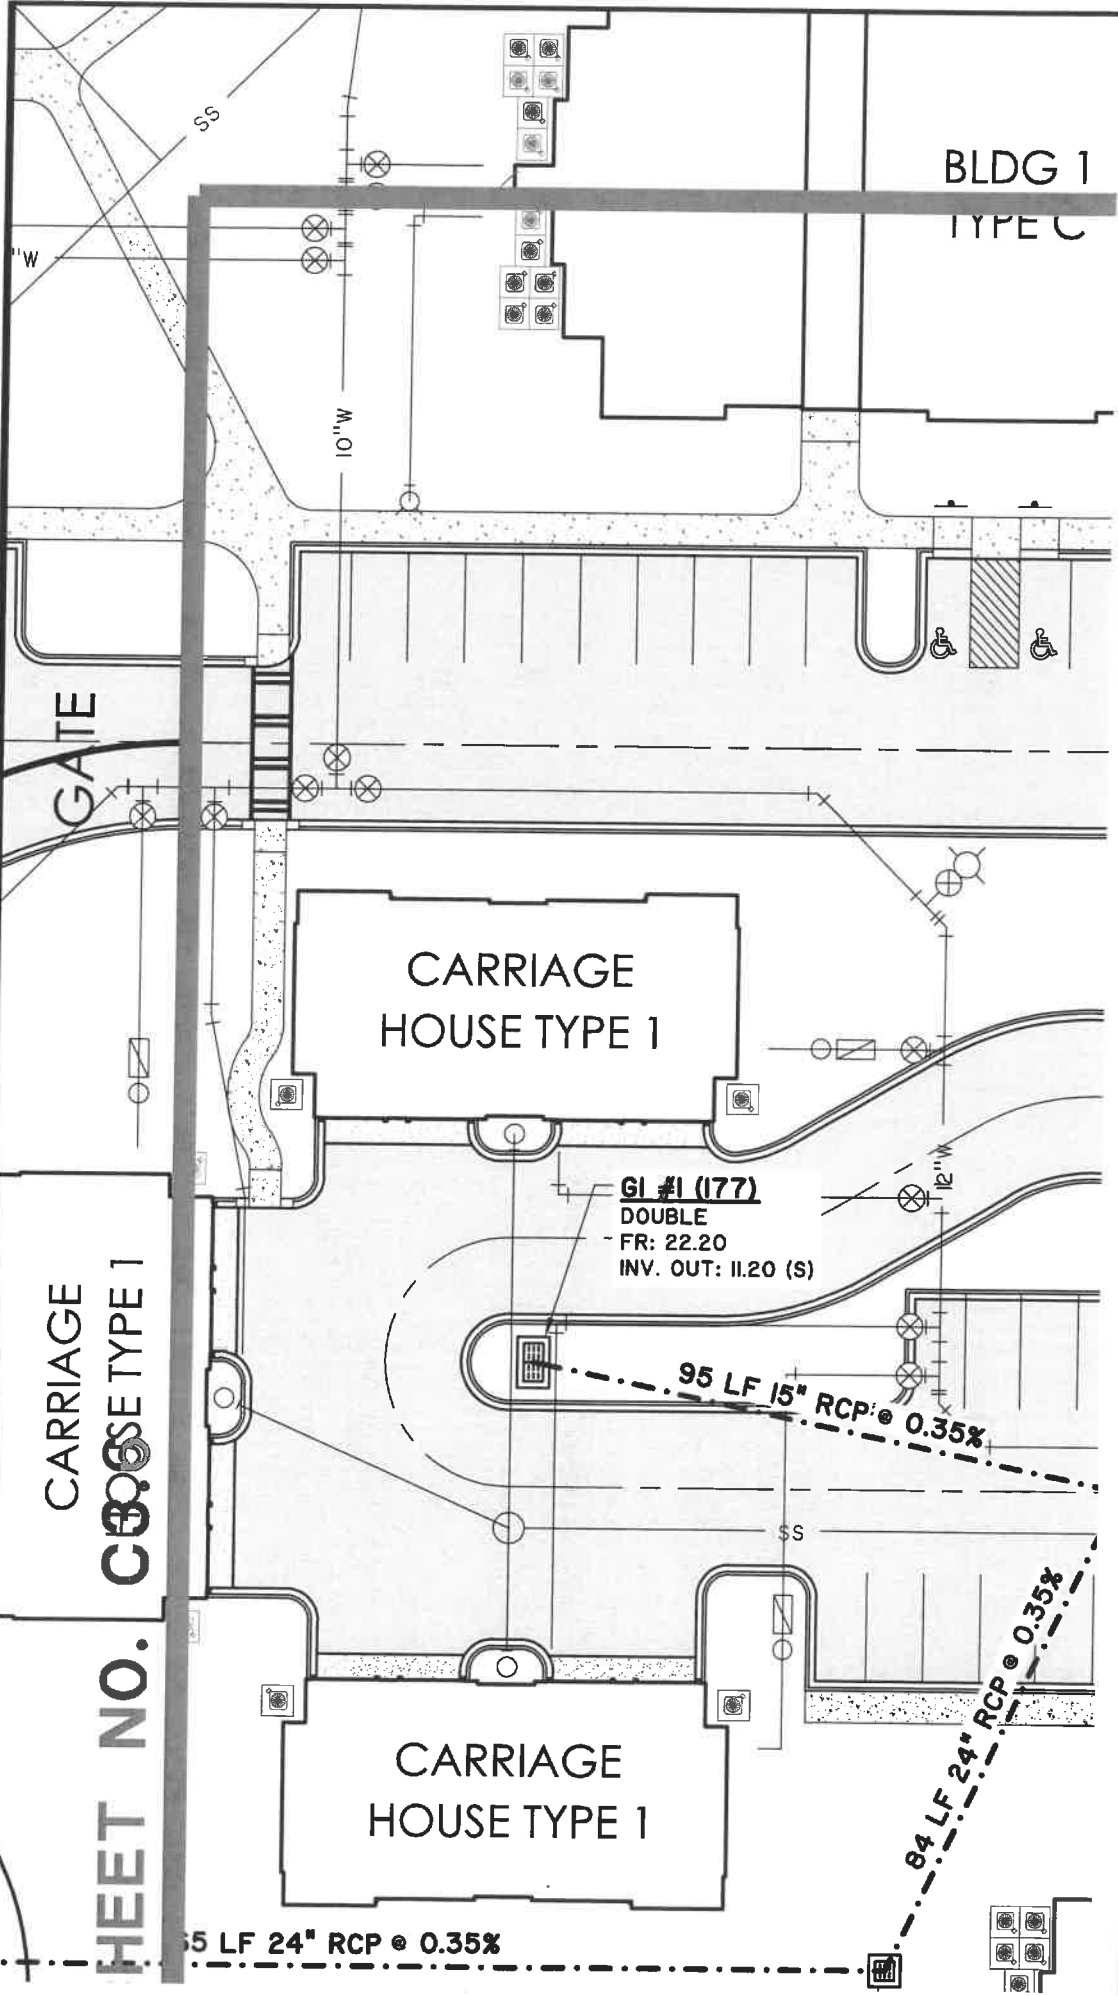 SS
BLDG 1
TYPE C
"W
10"W
GATE
CARRIAGE
HOUSE TYPE 1
12"W
GI #1 (177)
DOUBLE
FR: 22.20
INV. OUT: 11.20 (S)
CARRIAGE
HOUSE TYPE 1
95 LF 15" RCP @ 0.35%
SS
84 LF 24" RCP @ 0.35%
CARRIAGE
HOUSE TYPE 1
HEET NO.
5 LF 24" RCP @ 0.35%